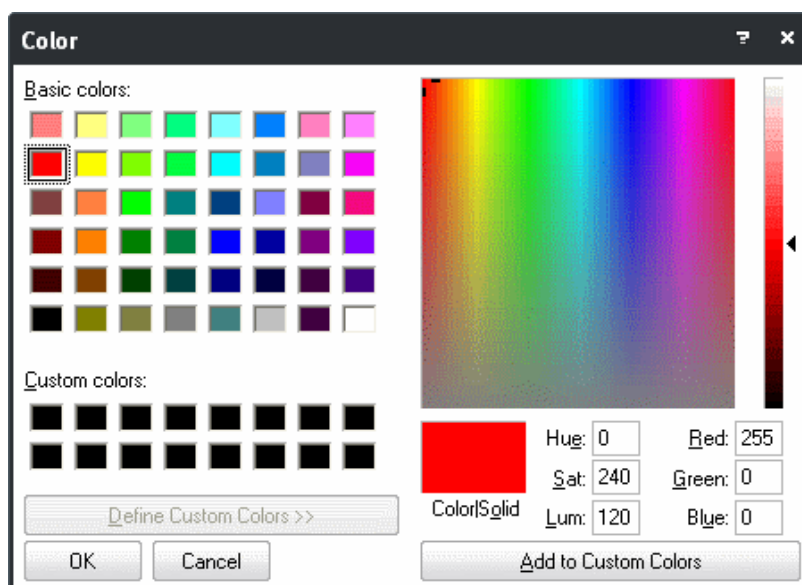 Color
Basic colors:
Custom colors:
Define Custom Colors >>
OK Cancel
Color|Solid
Hue: 0 Red: 255
Sat: 240 Green: 0
Lum: 120 Blue: 0
Add to Custom Colors